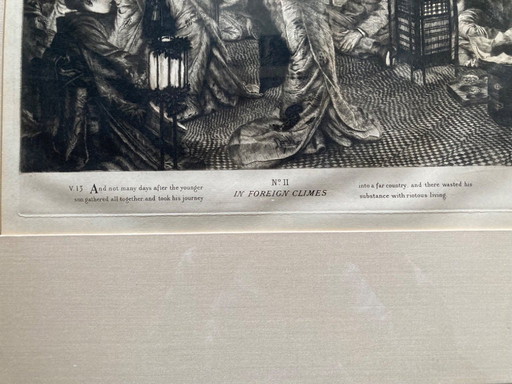 V. 13 And not many days after the younger
son gathered all together and took his journey
Nº II
IN FOREIGN CLIMES
into a far country. and there wasted his
substance with riotous living